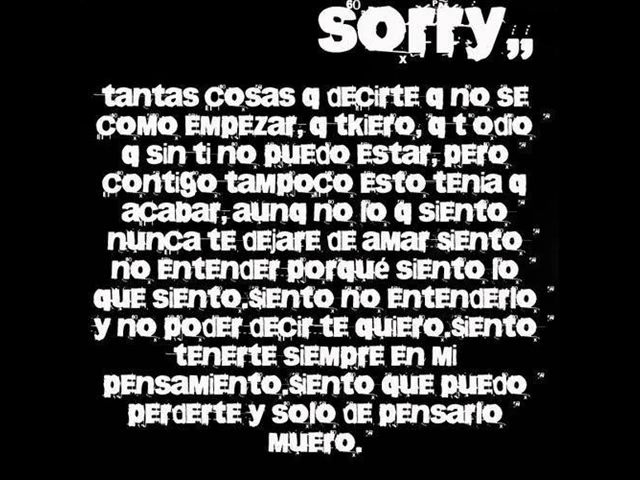 sorry,,
tantas cosas q decirte q no se
como empezar, q tkiero, q t odio
q sin ti no puedo estar, pero
contigo tampoco esto tenia q
acabar, aunq no lo q siento
nunca te dejare de amar siento
no entender porqué siento lo
que siento.siento no entenderlo
y no poder decir te quiero.siento
tenerte siempre en mi
pensamiento.siento que puedo
perderte y solo de pensarlo
muero.